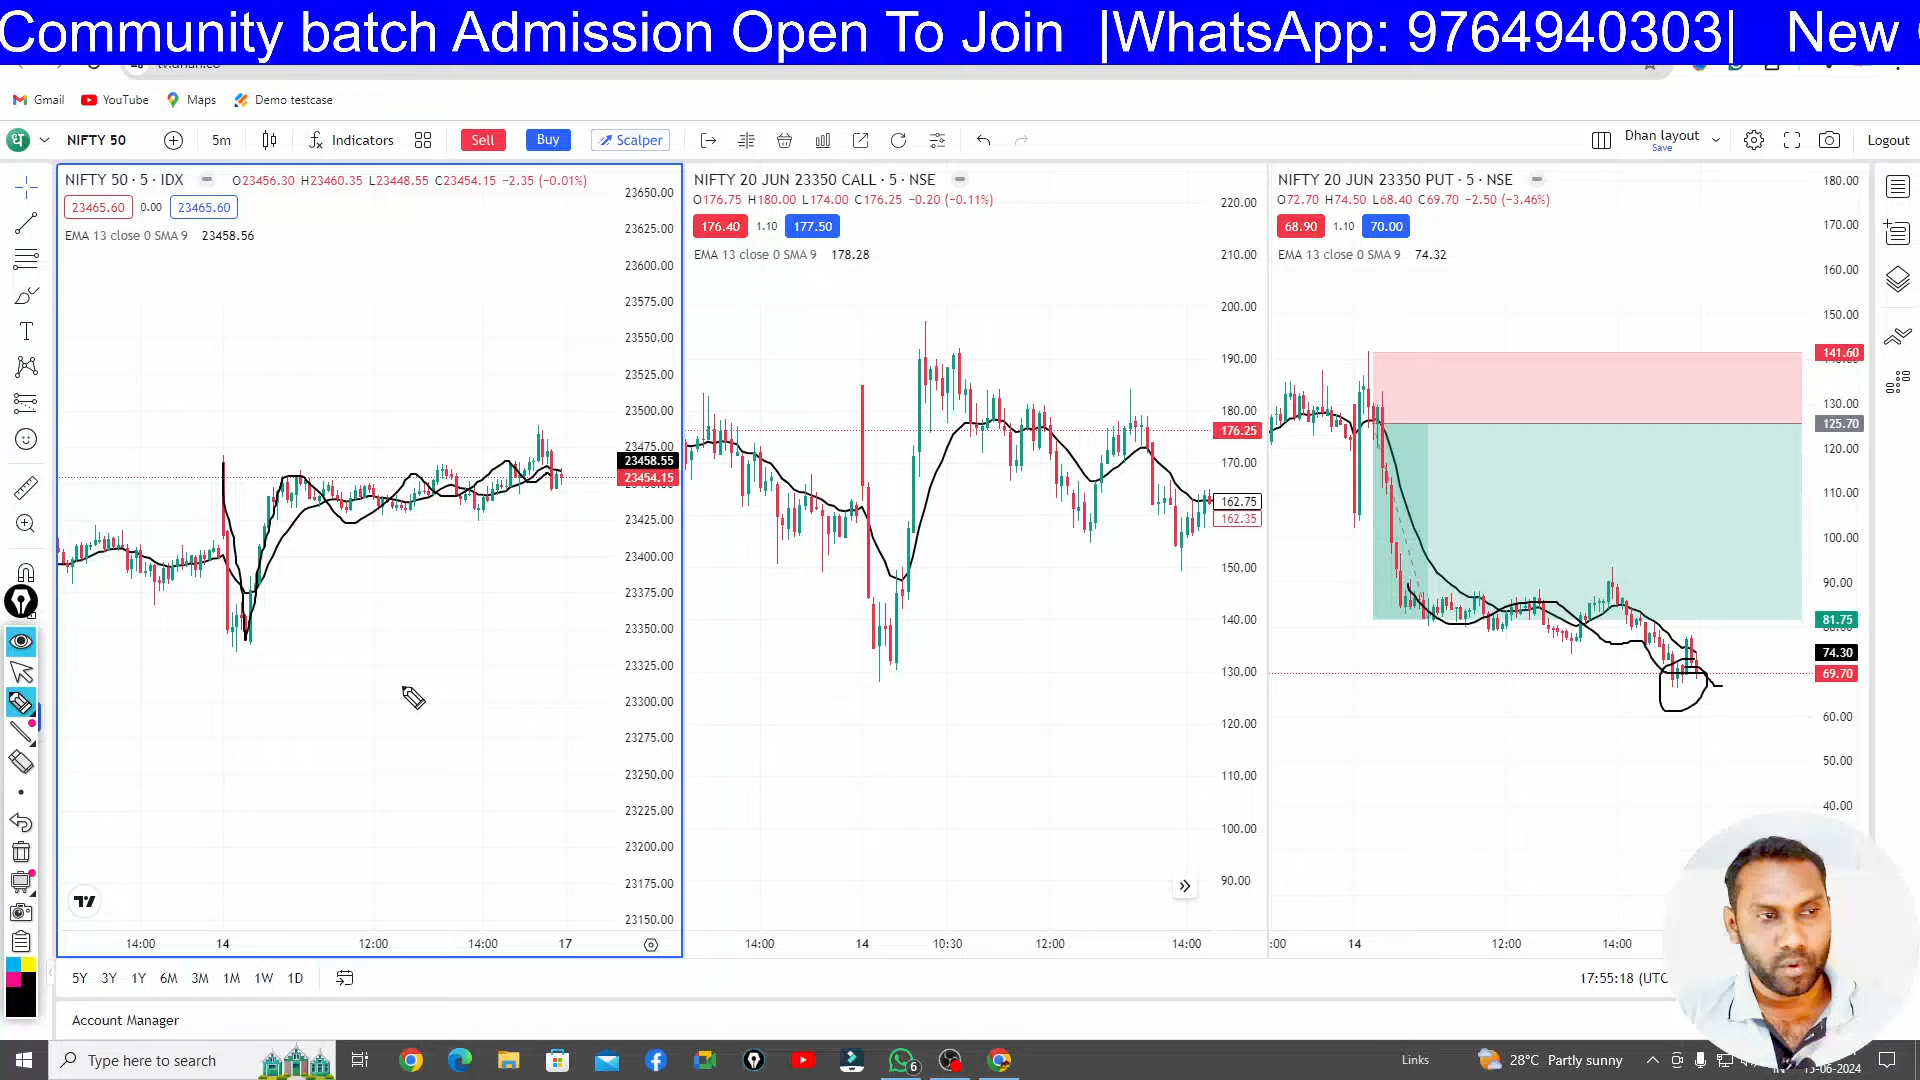 Community batch Admission Open To Join |WhatsApp: 9764940303| New
Gmail YouTube Maps Demo testcase
NIFTY 50 5m Indicators Sell Buy Scalper Dhan layout Save Logout
NIFTY 50 · 5 · IDX O23456.30 H23460.35 L23448.55 C23454.15 −2.35 (−0.01%)
23465.60 0.00 23465.60
EMA 13 close 0 SMA 9 23458.56
23650.00
23625.00
23600.00
23575.00
23550.00
23525.00
23500.00
23475.00
23458.55
23454.15
23425.00
23400.00
23375.00
23350.00
23325.00
23300.00
23275.00
23250.00
23225.00
23200.00
23175.00
23150.00
14:00 14 12:00 14:00 17
NIFTY 20 JUN 23350 CALL · 5 · NSE
O176.75 H180.00 L174.00 C176.25 −0.20 (−0.11%)
176.40 1.10 177.50
EMA 13 close 0 SMA 9 178.28
220.00
210.00
200.00
190.00
180.00
176.25
170.00
162.75
162.35
150.00
140.00
130.00
120.00
110.00
100.00
90.00
14:00 14 10:30 12:00 14:00
NIFTY 20 JUN 23350 PUT · 5 · NSE
O72.70 H74.50 L68.40 C69.70 −2.50 (−3.46%)
68.90 1.10 70.00
EMA 13 close 0 SMA 9 74.32
180.00
170.00
160.00
150.00
141.60
130.00
125.70
120.00
110.00
100.00
90.00
81.75
74.30
69.70
60.00
50.00
40.00
:00 14 12:00 14:00
5Y 3Y 1Y 6M 3M 1M 1W 1D 17:55:18 (UTC
Account Manager
Type here to search Links 28°C Partly sunny